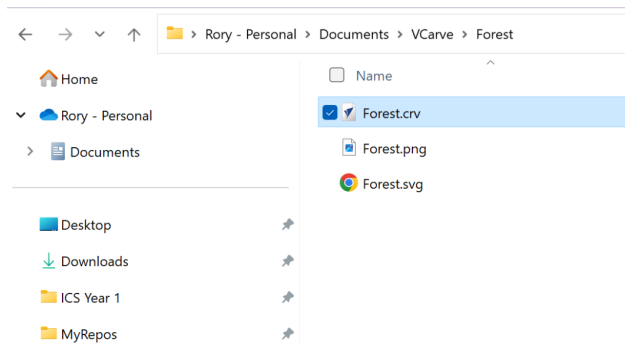 Rory - Personal > Documents > VCarve > Forest
Home
Rory - Personal
Documents
Desktop
Downloads
ICS Year 1
MyRepos
Name
Forest.crv
Forest.png
Forest.svg